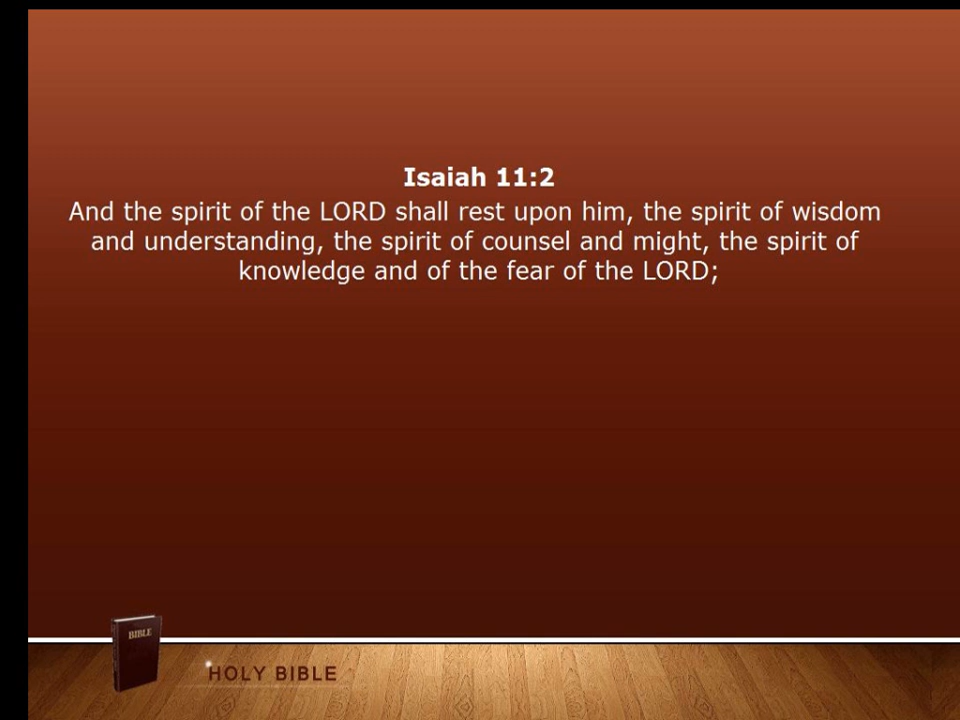 Isaiah 11:2
And the spirit of the LORD shall rest upon him, the spirit of wisdom
and understanding, the spirit of counsel and might, the spirit of
knowledge and of the fear of the LORD;
BIBLE
HOLY BIBLE